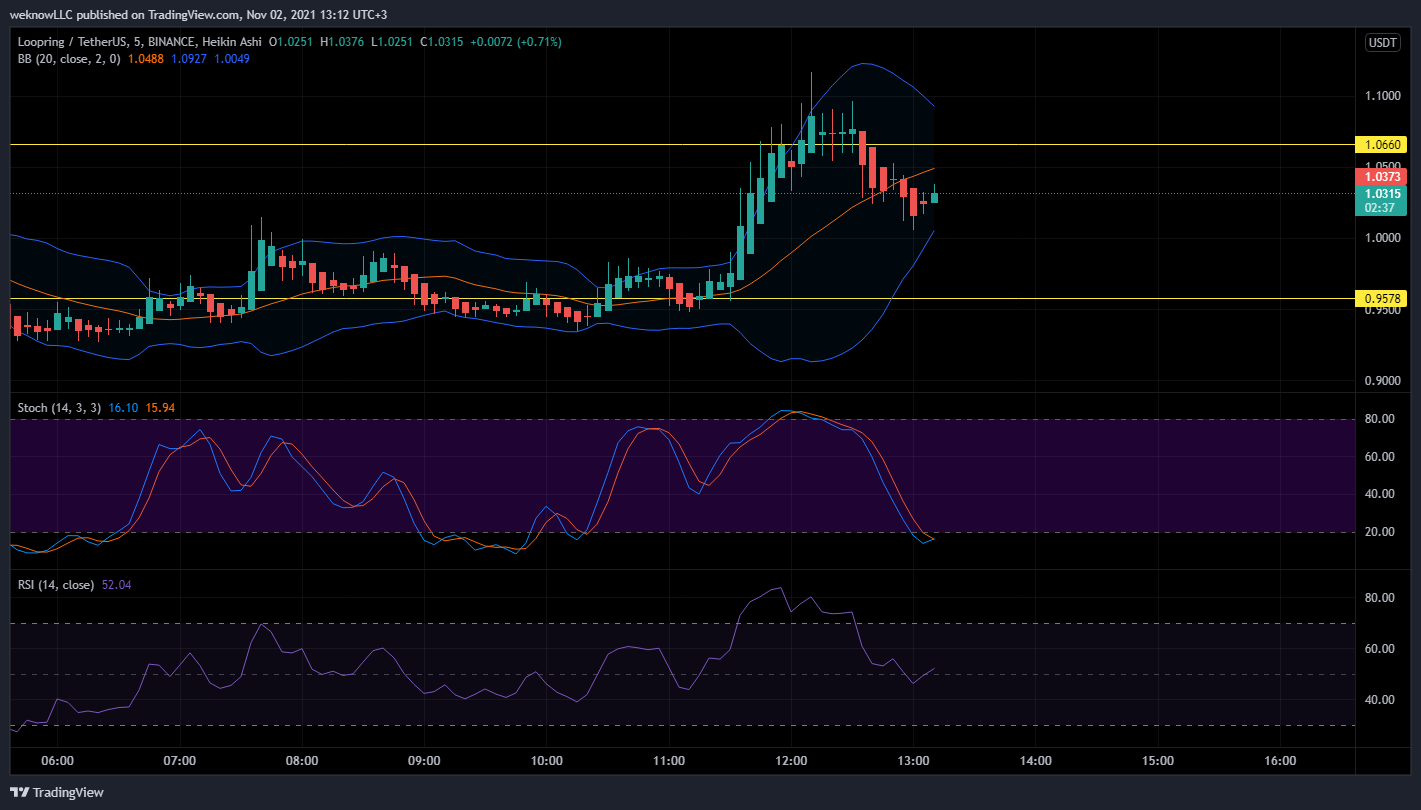 weknowLLC published on TradingView.com, Nov 02, 2021 13:12 UTC+3
Loopring / TetherUS, 5, BINANCE, Heikin Ashi O1.0251 H1.0376 L1.0251 C1.0315 +0.0072 (+0.71%)
BB (20, close, 2, 0) 1.0488 1.0927 1.0049
USDT
1.1000
1.0660
1.0500
1.0373
1.0315
02:37
1.0000
0.9578
0.9500
0.9000
Stoch (14, 3, 3) 16.10 15.94
80.00
60.00
40.00
20.00
RSI (14, close) 52.04
80.00
60.00
40.00
06:00 07:00 08:00 09:00 10:00 11:00 12:00 13:00 14:00 15:00 16:00
TradingView